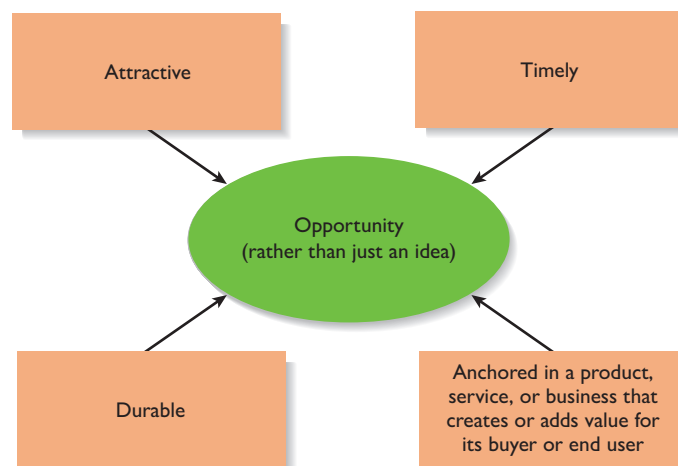 Attractive
Timely
Opportunity
(rather than just an idea)
Durable
Anchored in a product,
service, or business that
creates or adds value for
its buyer or end user